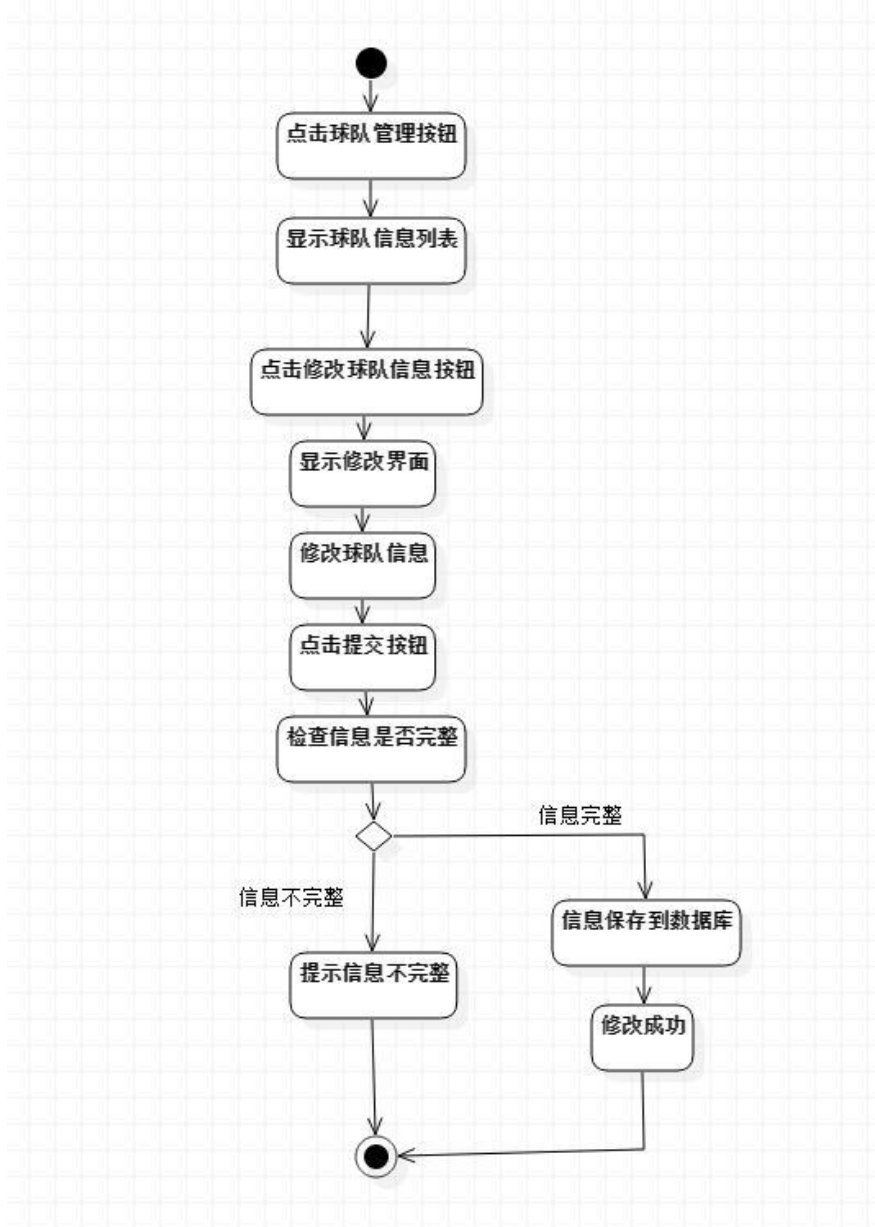 点击球队管理按钮
显示球队信息列表
点击修改球队信息按钮
显示修改界面
修改球队信息
点击提交按钮
检查信息是否完整
信息完整
信息不完整
信息保存到数据库
提示信息不完整
修改成功